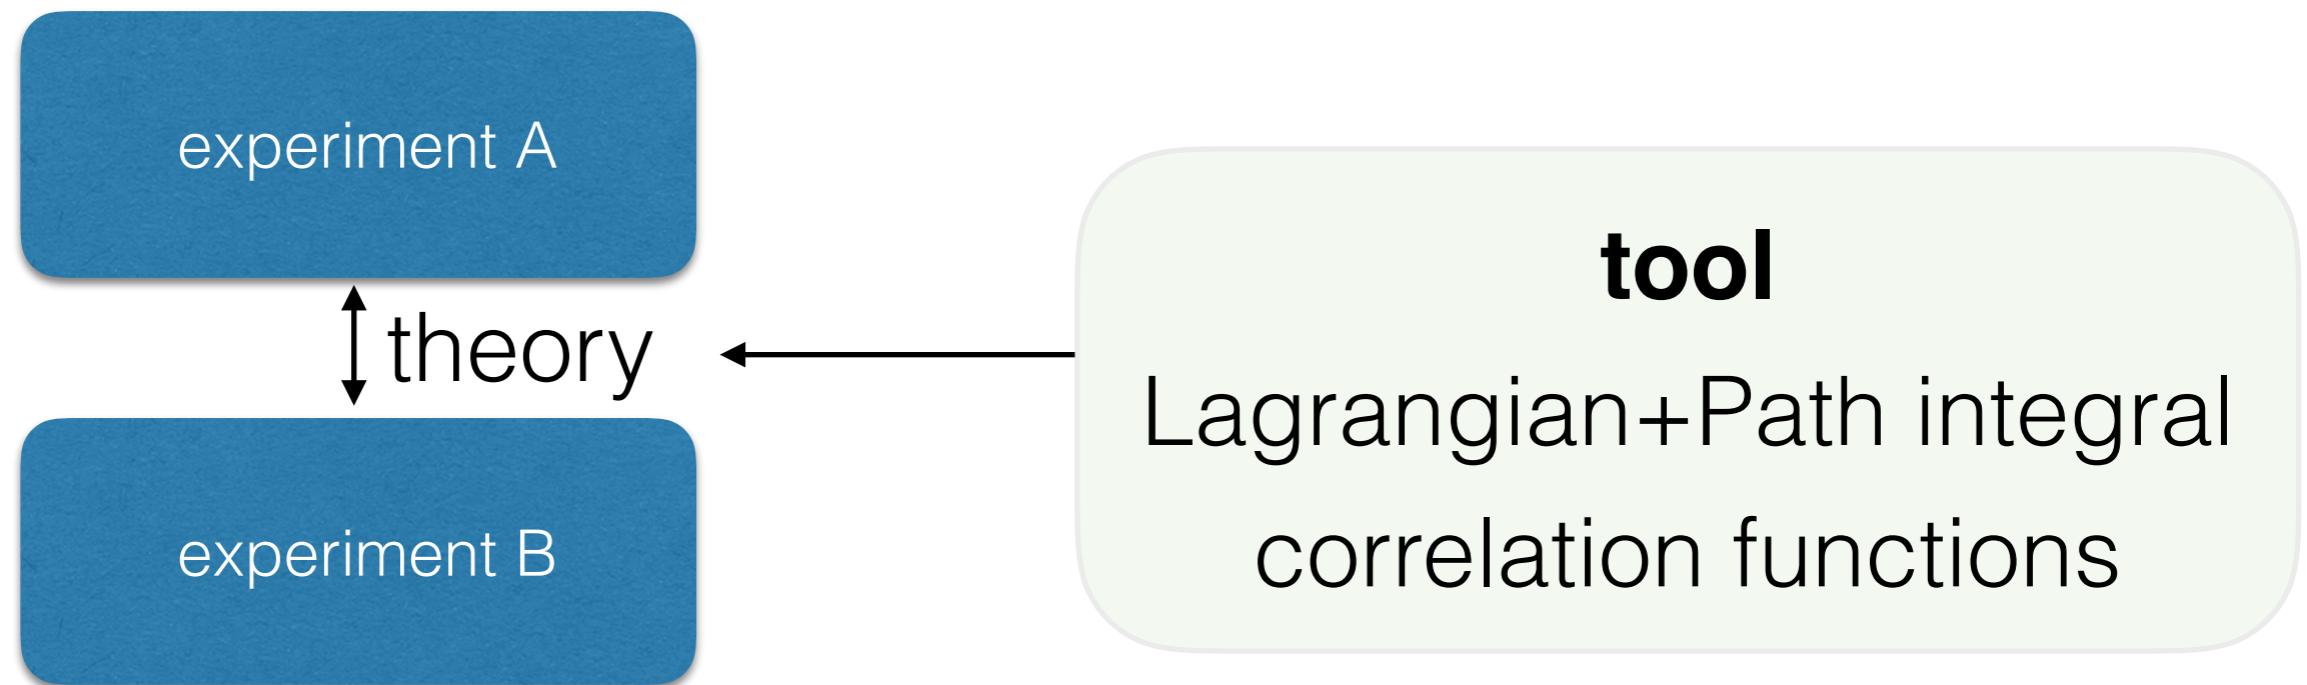 experiment A
theory
experiment B
tool
Lagrangian+Path integral
correlation functions